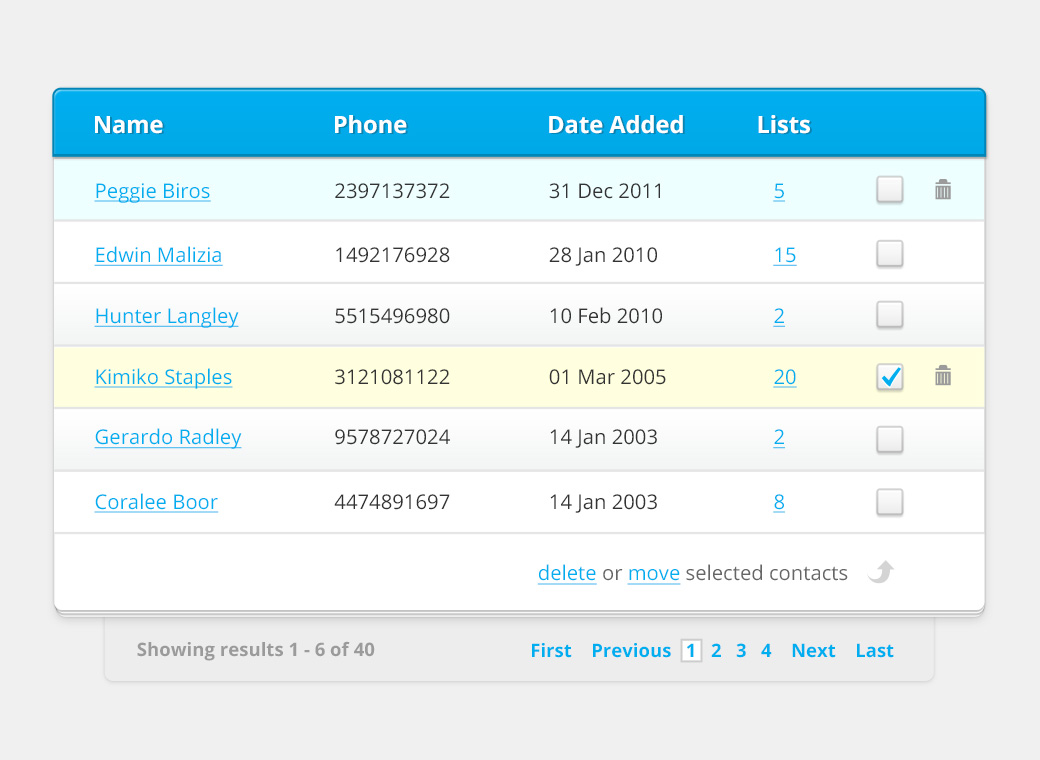 Name Phone Date Added Lists
Peggie Biros 2397137372 31 Dec 2011 5
Edwin Malizia 1492176928 28 Jan 2010 15
Hunter Langley 5515496980 10 Feb 2010 2
Kimiko Staples 3121081122 01 Mar 2005 20
Gerardo Radley 9578727024 14 Jan 2003 2
Coralee Boor 4474891697 14 Jan 2003 8
delete or move selected contacts
Showing results 1 - 6 of 40 First Previous 1 2 3 4 Next Last